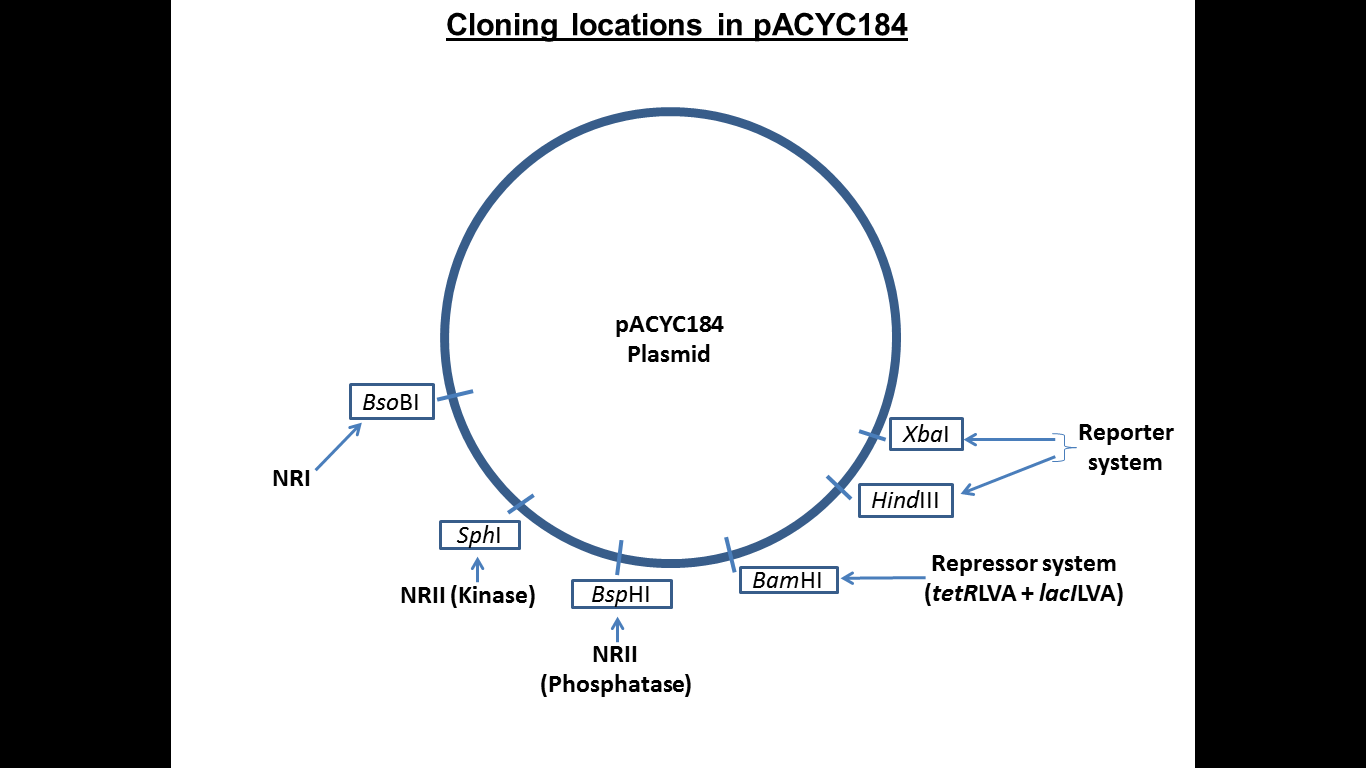 Cloning locations in pACYC184
pACYC184
Plasmid
BsoBI
NRI
XbaI
Reporter
system
HindIII
SphI
NRII (Kinase)
BspHI
NRII
(Phosphatase)
BamHI
Repressor system
(tetRLVA + lacILVA)